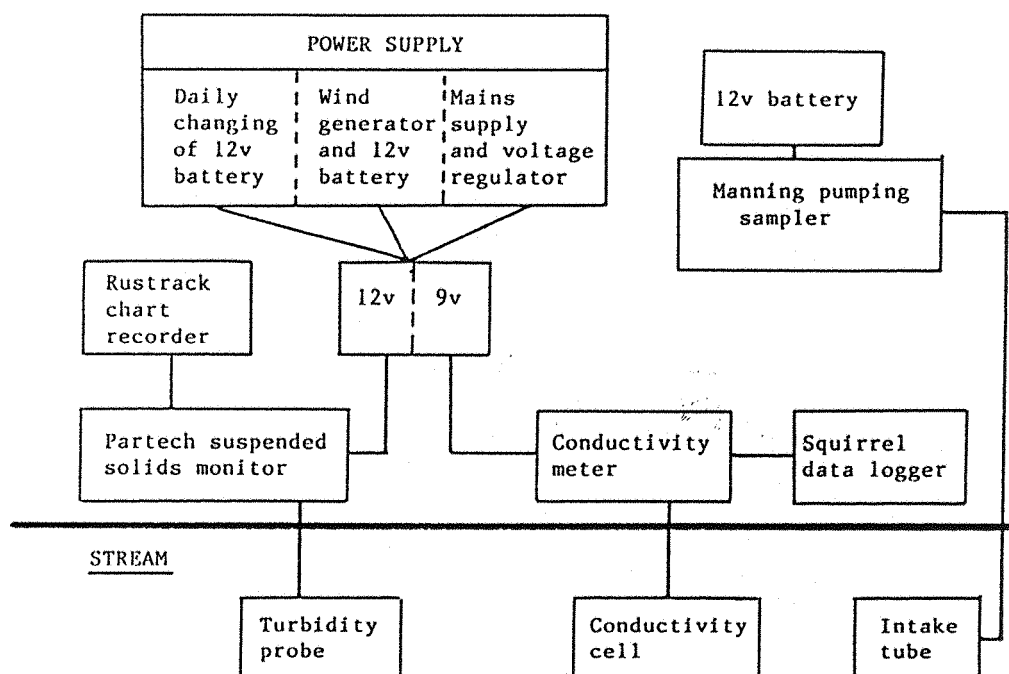 POWER SUPPLY
Daily
changing
of 12v
battery
Wind
generator
and 12v
battery
Mains
supply
and voltage
regulator
12v battery
Manning pumping
sampler
Rustrack
chart
recorder
12v
9v
Partech suspended
solids monitor
Conductivity
meter
Squirrel
data logger
STREAM
Turbidity
probe
Conductivity
cell
Intake
tube